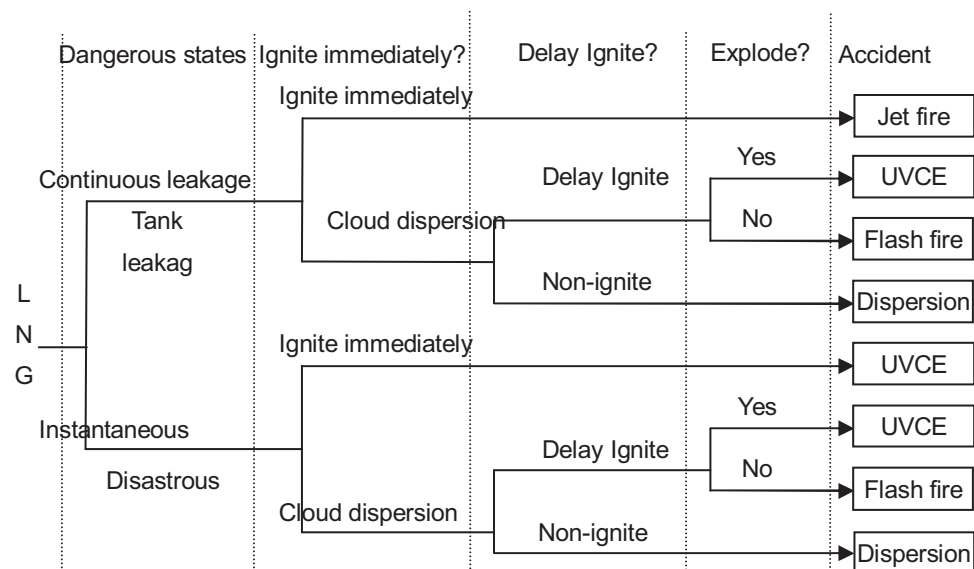 Dangerous states Ignite immediately? Delay Ignite? Explode? Accident
Ignite immediately
Jet fire
Yes
Continuous leakage
Delay Ignite
UVCE
Tank
leakag
Cloud dispersion
No
Flash fire
Non-ignite
Dispersion
L
N
G
Ignite immediately
UVCE
Yes
Instantaneous
Delay Ignite
UVCE
Disastrous
No
Flash fire
Cloud dispersion
Non-ignite
Dispersion